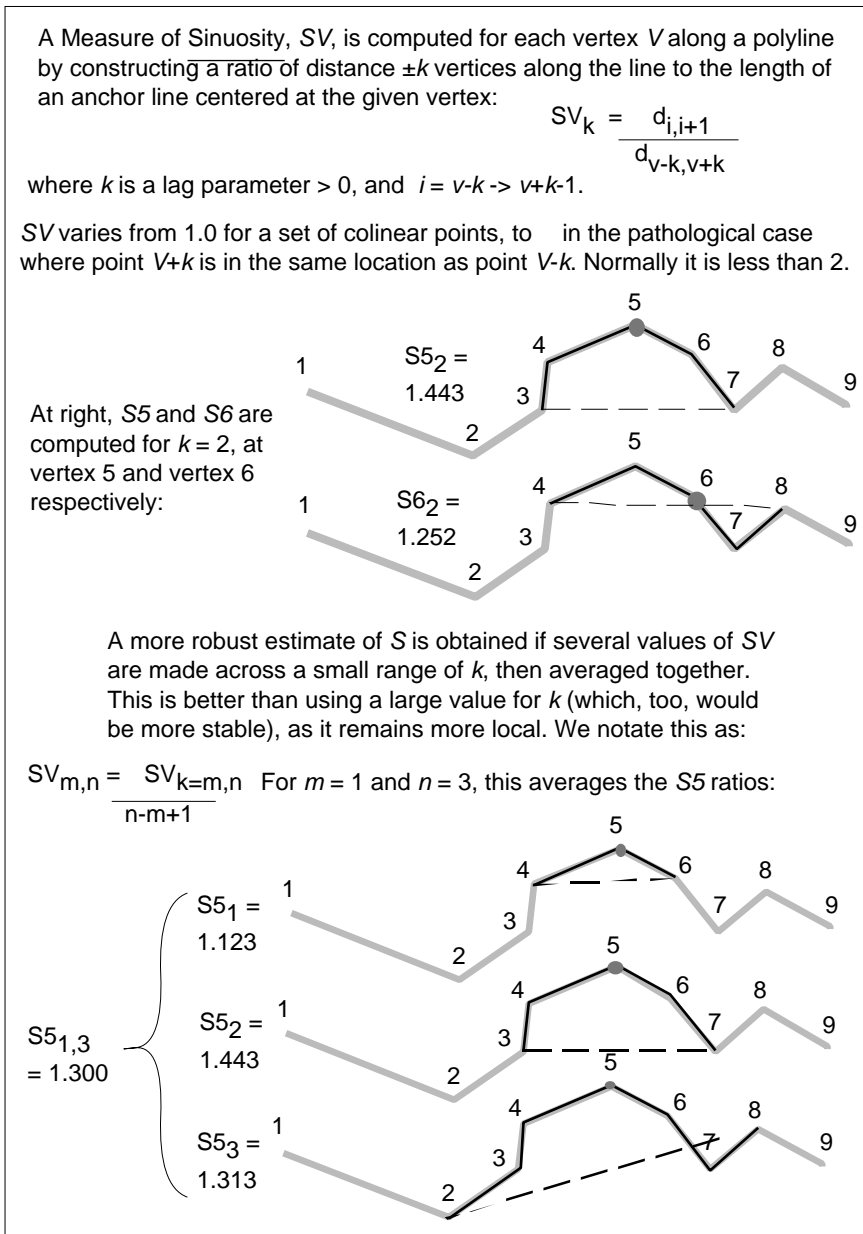 A Measure of Sinuosity, SV, is computed for each vertex V along a polyline
by constructing a ratio of distance ±k vertices along the line to the length of
an anchor line centered at the given vertex:
SVk = di,i+1
dv-k,v+k
where k is a lag parameter > 0, and i = v-k -> v+k-1.
SV varies from 1.0 for a set of colinear points, to in the pathological case
where point V+k is in the same location as point V-k. Normally it is less than 2.
1 2 3 4 5 6 7 8 9
S52 =
1.443
At right, S5 and S6 are
computed for k = 2, at
vertex 5 and vertex 6
respectively:
1 2 3 4 5 6 7 8 9
S62 =
1.252
A more robust estimate of S is obtained if several values of SV
are made across a small range of k, then averaged together.
This is better than using a large value for k (which, too, would
be more stable), as it remains more local. We notate this as:
SVm,n = SVk=m,n For m = 1 and n = 3, this averages the S5 ratios:
n-m+1
S51,3
= 1.300
S51 =
1.123
1 2 3 4 5 6 7 8 9
S52 =
1.443
1 2 3 4 5 6 7 8 9
S53 =
1.313
1 2 3 4 5 6 7 8 9